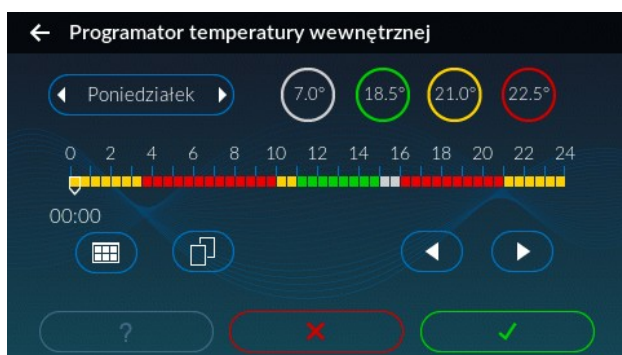 Programator temperatury wewnętrznej
Poniedziałek 7.0° 18.5° 21.0° 22.5°
0 2 4 6 8 10 12 14 16 18 20 22 24
00:00
?